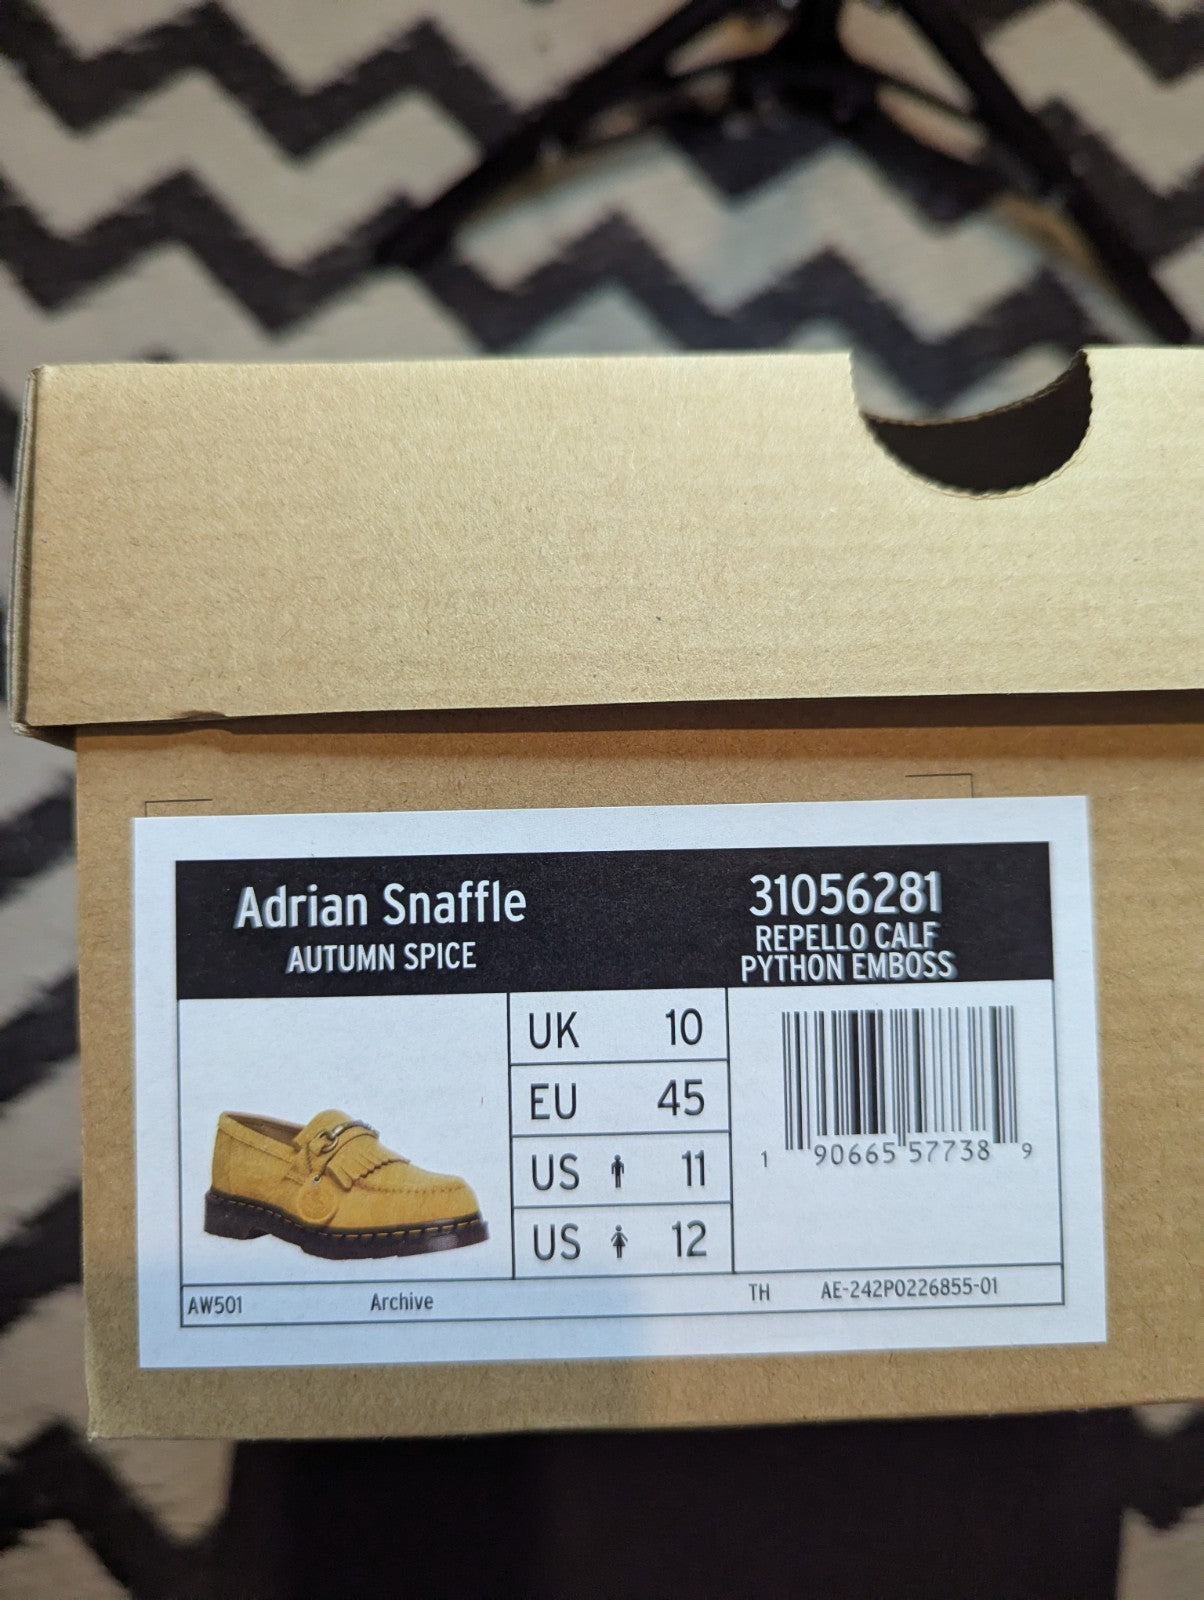 Adrian Snaffle
AUTUMN SPICE
31056281
REPELLO CALF
PYTHON EMBOSS
UK 10
EU 45
US 11
US 12
1 90665 57738 9
AW501 Archive TH AE-242P0226855-01